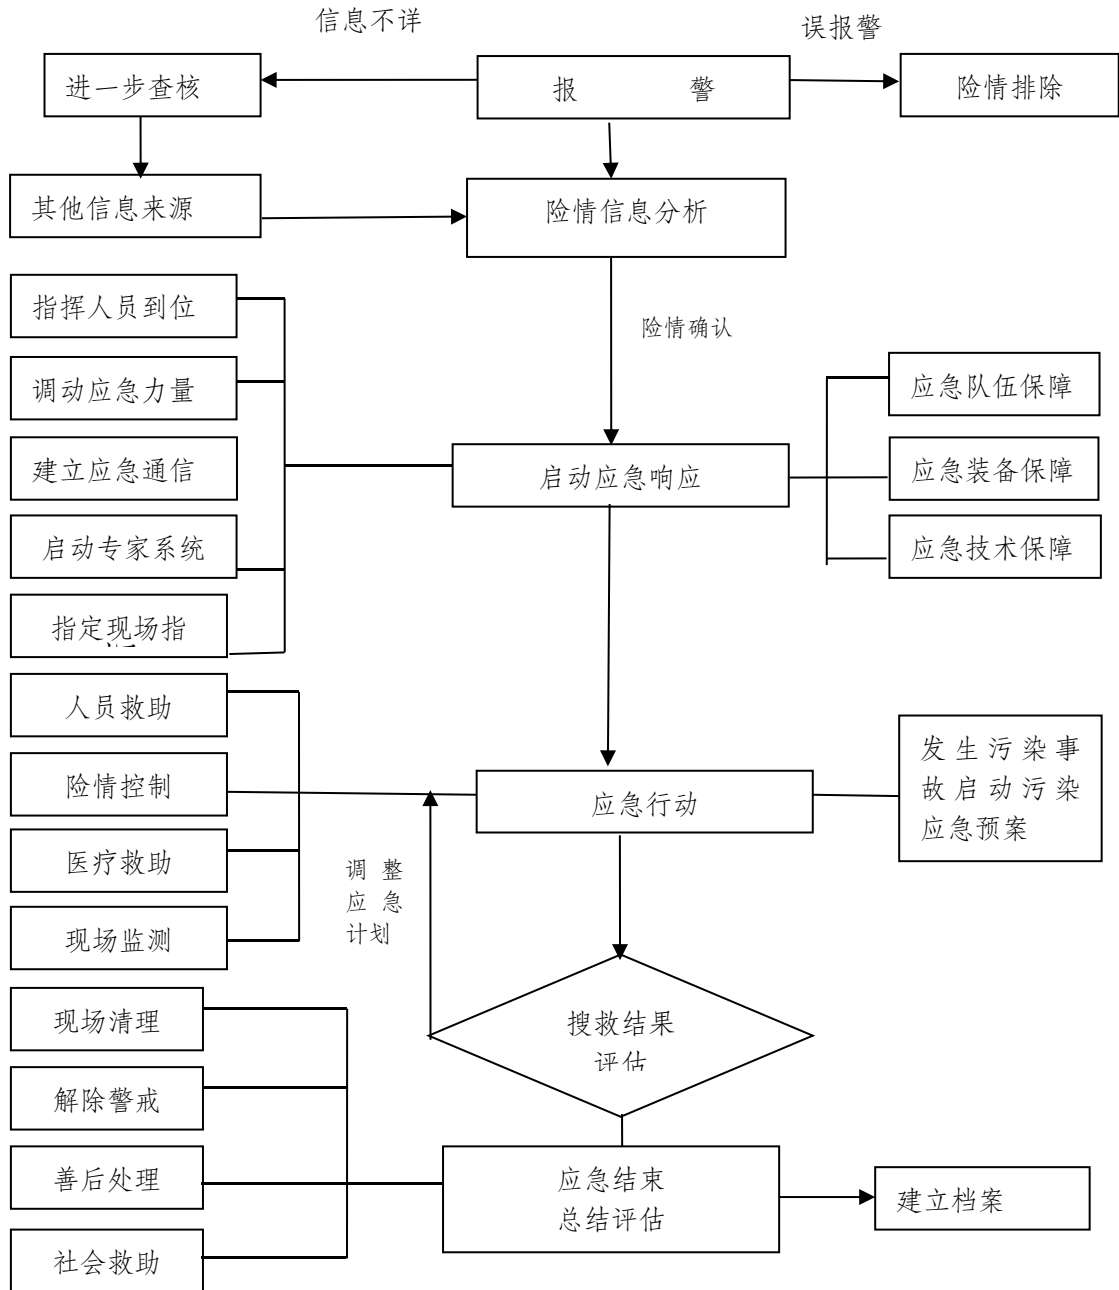 信息不详
误报警
进一步查核
报 警
险情排除
其他信息来源
险情信息分析
指挥人员到位
险情确认
调动应急力量
应急队伍保障
建立应急通信
启动应急响应
应急装备保障
启动专家系统
应急技术保障
指定现场指
人员救助
险情控制
应急行动
发生污染事
故启动污染
应急预案
医疗救助
调整
应急
计划
现场监测
现场清理
搜救结果
评估
解除警戒
善后处理
应急结束
总结评估
建立档案
社会救助